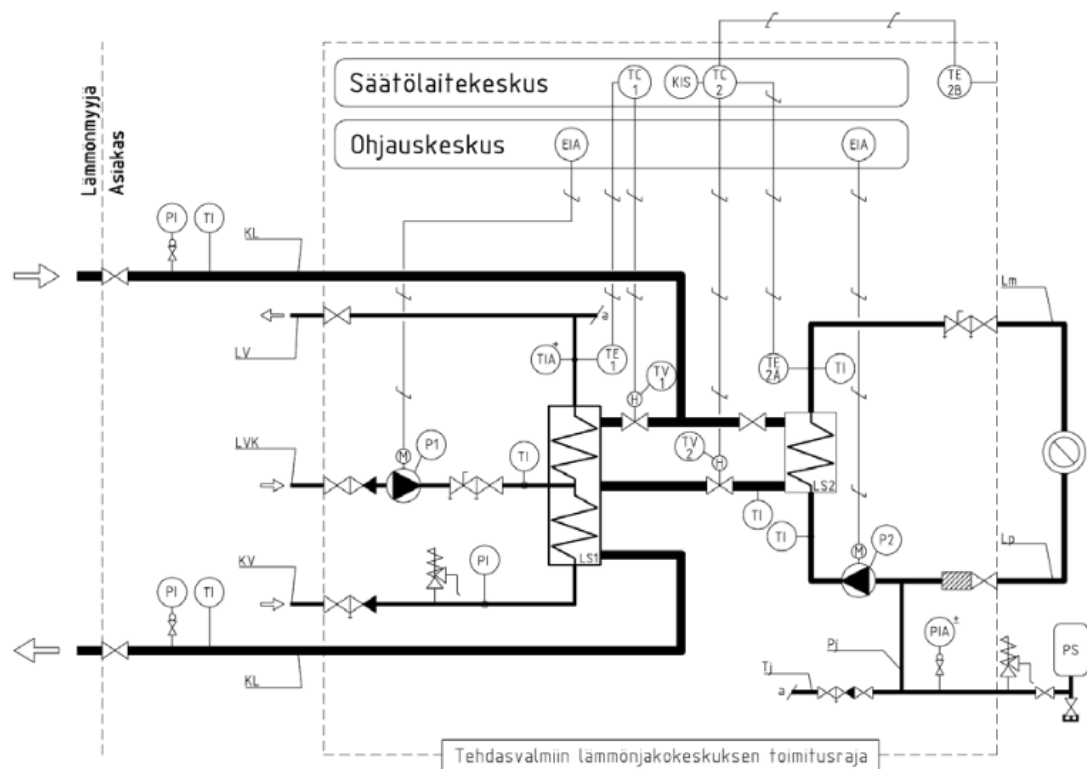 Säätölaitekeskus
TC
1
KIS
TC
2
TE
2B
Ohjauskeskus
EIA
EIA
Lämmönmyyjä
Asiakas
PI
TI
KL
Lm
LV
a
TIA±
TE
1
TV
1
TE
2A
TI
LVK
M
P1
TI
H
TV
2
H
LS2
TI
TI
M
P2
Lp
KV
PI
LS1
PI
TI
KL
Pj
PIA±
PS
Tj
a
Tehdasvalmiin lämmönjakokeskuksen toimitusraja